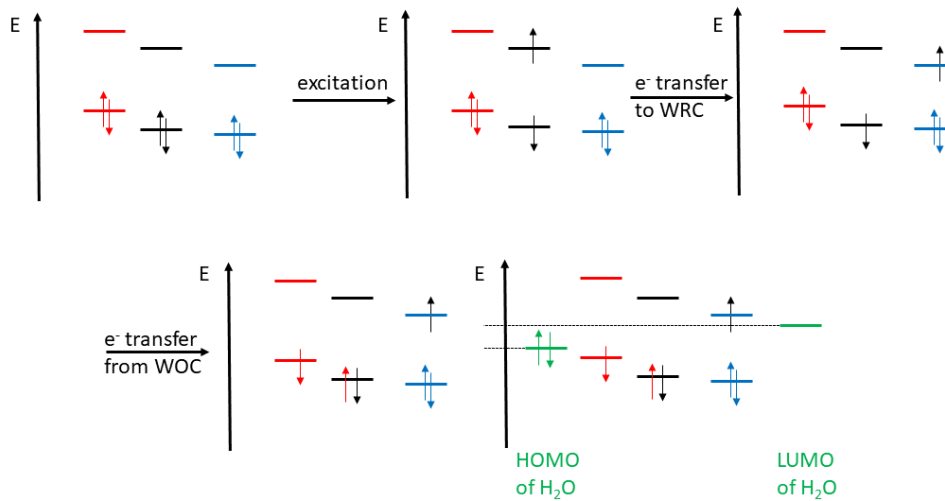 E
excitation
E
e⁻ transfer
to WRC
E
e⁻ transfer
from WOC
E
E
HOMO
of H₂O
LUMO
of H₂O